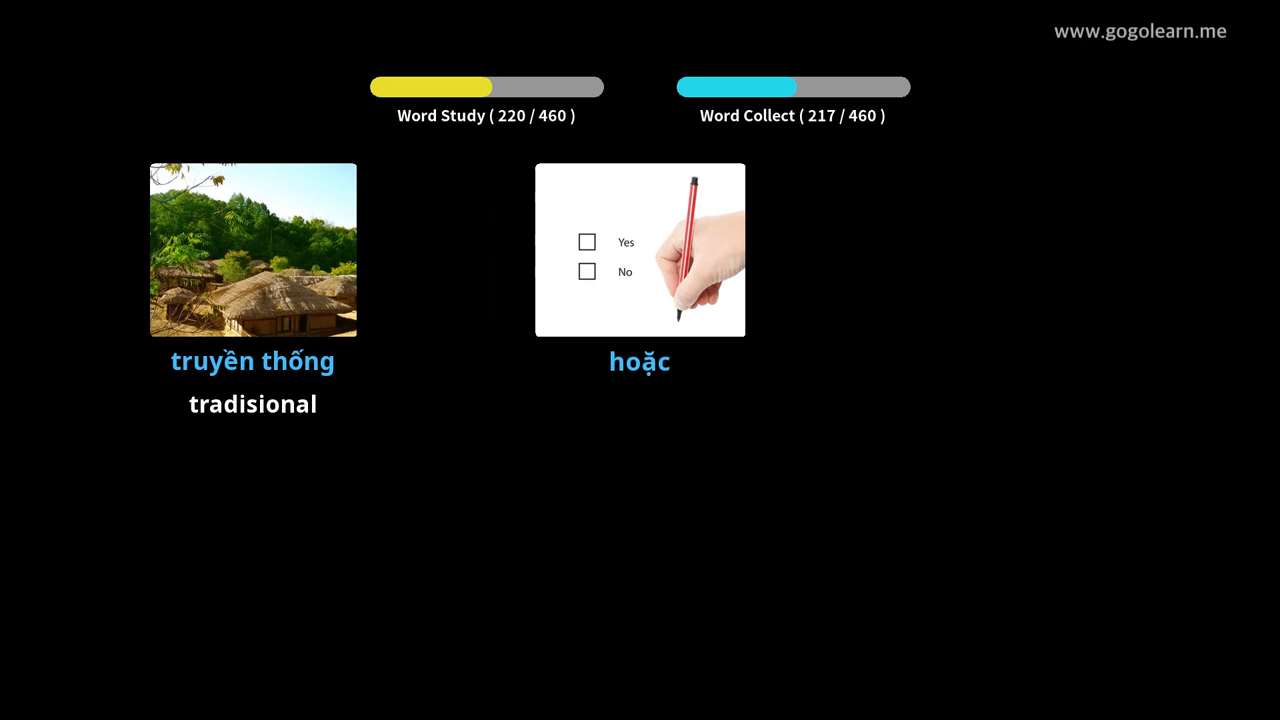 www.gogolearn.me
Word Study ( 220 / 460 )
Word Collect ( 217 / 460 )
Yes
No
truyền thống
hoặc
tradisional